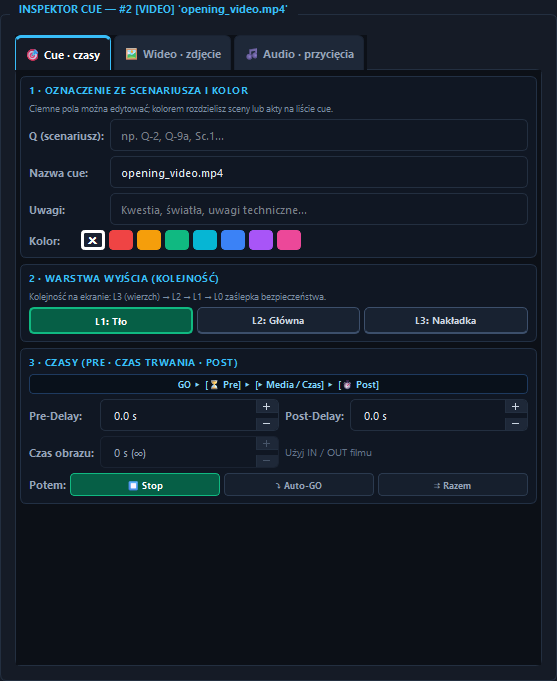 INSPEKTOR CUE — #2 [VIDEO] 'opening_video.mp4'
Cue · czasy
Wideo · zdjęcie
Audio · przycięcia
1 · OZNACZENIE ZE SCENARIUSZA I KOLOR
Ciemne pola można edytować; kolorem rozdzielisz sceny lub akty na liście cue.
Q (scenariusz): np. Q-2, Q-9a, Sc.1...
Nazwa cue: opening_video.mp4
Uwagi: Kwestia, światła, uwagi techniczne...
Kolor:
2 · WARSTWA WYJŚCIA (KOLEJNOŚĆ)
Kolejność na ekranie: L3 (wierzch) → L2 → L1 → L0 zaślepka bezpieczeństwa.
L1: Tło
L2: Główna
L3: Nakładka
3 · CZASY (PRE · CZAS TRWANIA · POST)
GO ▸ [⏳ Pre] ▸ [▶ Media / Czas] ▸ [⏰ Post]
Pre-Delay: 0.0 s + − Post-Delay: 0.0 s + −
Czas obrazu: 0 s (∞) + − Użyj IN / OUT filmu
Potem: ⏹ Stop ⤵ Auto-GO ⇉ Razem